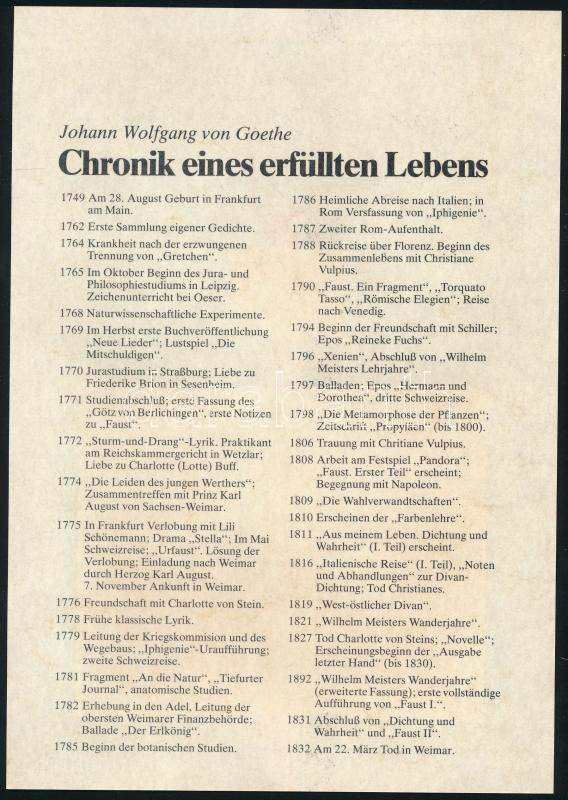 Johann Wolfgang von Goethe
Chronik eines erfüllten Lebens
1749 Am 28. August Geburt in Frankfurt
am Main.
1762 Erste Sammlung eigener Gedichte.
1764 Krankheit nach der erzwungenen
Trennung von „Gretchen“.
1765 Im Oktober Beginn des Jura- und
Philosophiestudiums in Leipzig.
Zeichenunterricht bei Oeser.
1768 Naturwissenschaftliche Experimente.
1769 Im Herbst erste Buchveröffentlichung
„Neue Lieder“; Lustspiel „Die
Mitschuldigen“.
1770 Jurastudium in Straßburg; Liebe zu
Friederike Brion in Sesenheim.
1771 Studienabschluß; erste Fassung des
„Götz von Berlichingen“, erste Notizen
zu „Faust“.
1772 „Sturm-und-Drang“-Lyrik. Praktikant
am Reichskammergericht in Wetzlar;
Liebe zu Charlotte (Lotte) Buff.
1774 „Die Leiden des jungen Werthers“;
Zusammentreffen mit Prinz Karl
August von Sachsen-Weimar.
1775 In Frankfurt Verlobung mit Lili
Schönemann; Drama „Stella“; Im Mai
Schweizreise; „Urfaust“. Lösung der
Verlobung; Einladung nach Weimar
durch Herzog Karl August.
7. November Ankunft in Weimar.
1776 Freundschaft mit Charlotte von Stein.
1778 Frühe klassische Lyrik.
1779 Leitung der Kriegskommision und des
Wegebaus; „Iphigenie“-Uraufführung;
zweite Schweizreise.
1781 Fragment „An die Natur“, „Tiefurter
Journal“, anatomische Studien.
1782 Erhebung in den Adel, Leitung der
obersten Weimarer Finanzbehörde;
Ballade „Der Erlkönig“.
1785 Beginn der botanischen Studien.
1786 Heimliche Abreise nach Italien; in
Rom Versfassung von „Iphigenie“.
1787 Zweiter Rom-Aufenthalt.
1788 Rückreise über Florenz. Beginn des
Zusammenlebens mit Christiane
Vulpius.
1790 „Faust. Ein Fragment“, „Torquato
Tasso“, „Römische Elegien“; Reise
nach Venedig.
1794 Beginn der Freundschaft mit Schiller;
Epos „Reineke Fuchs“.
1796 „Xenien“, Abschluß von „Wilhelm
Meisters Lehrjahre“.
1797 Balladen; Epos „Hermann und
Dorothea“, dritte Schweizreise.
1798 „Die Metamorphose der Pflanzen“;
Zeitschrift „Propyläen“ (bis 1800).
1806 Trauung mit Chritiane Vulpius.
1808 Arbeit am Festspiel „Pandora“;
„Faust. Erster Teil“ erscheint;
Begegnung mit Napoleon.
1809 „Die Wahlverwandtschaften“.
1810 Erscheinen der „Farbenlehre“.
1811 „Aus meinem Leben. Dichtung und
Wahrheit“ (I. Teil) erscheint.
1816 „Italienische Reise“ (I. Teil), „Noten
und Abhandlungen“ zur Divan-
Dichtung; Tod Christianes.
1819 „West-östlicher Divan“.
1821 „Wilhelm Meisters Wanderjahre“.
1827 Tod Charlotte von Steins; „Novelle“;
Erscheinungsbeginn der „Ausgabe
letzter Hand“ (bis 1830).
1892 „Wilhelm Meisters Wanderjahre“
(erweiterte Fassung); erste vollständige
Aufführung von „Faust I.“.
1831 Abschluß von „Dichtung und
Wahrheit“ und „Faust II“.
1832 Am 22. März Tod in Weimar.